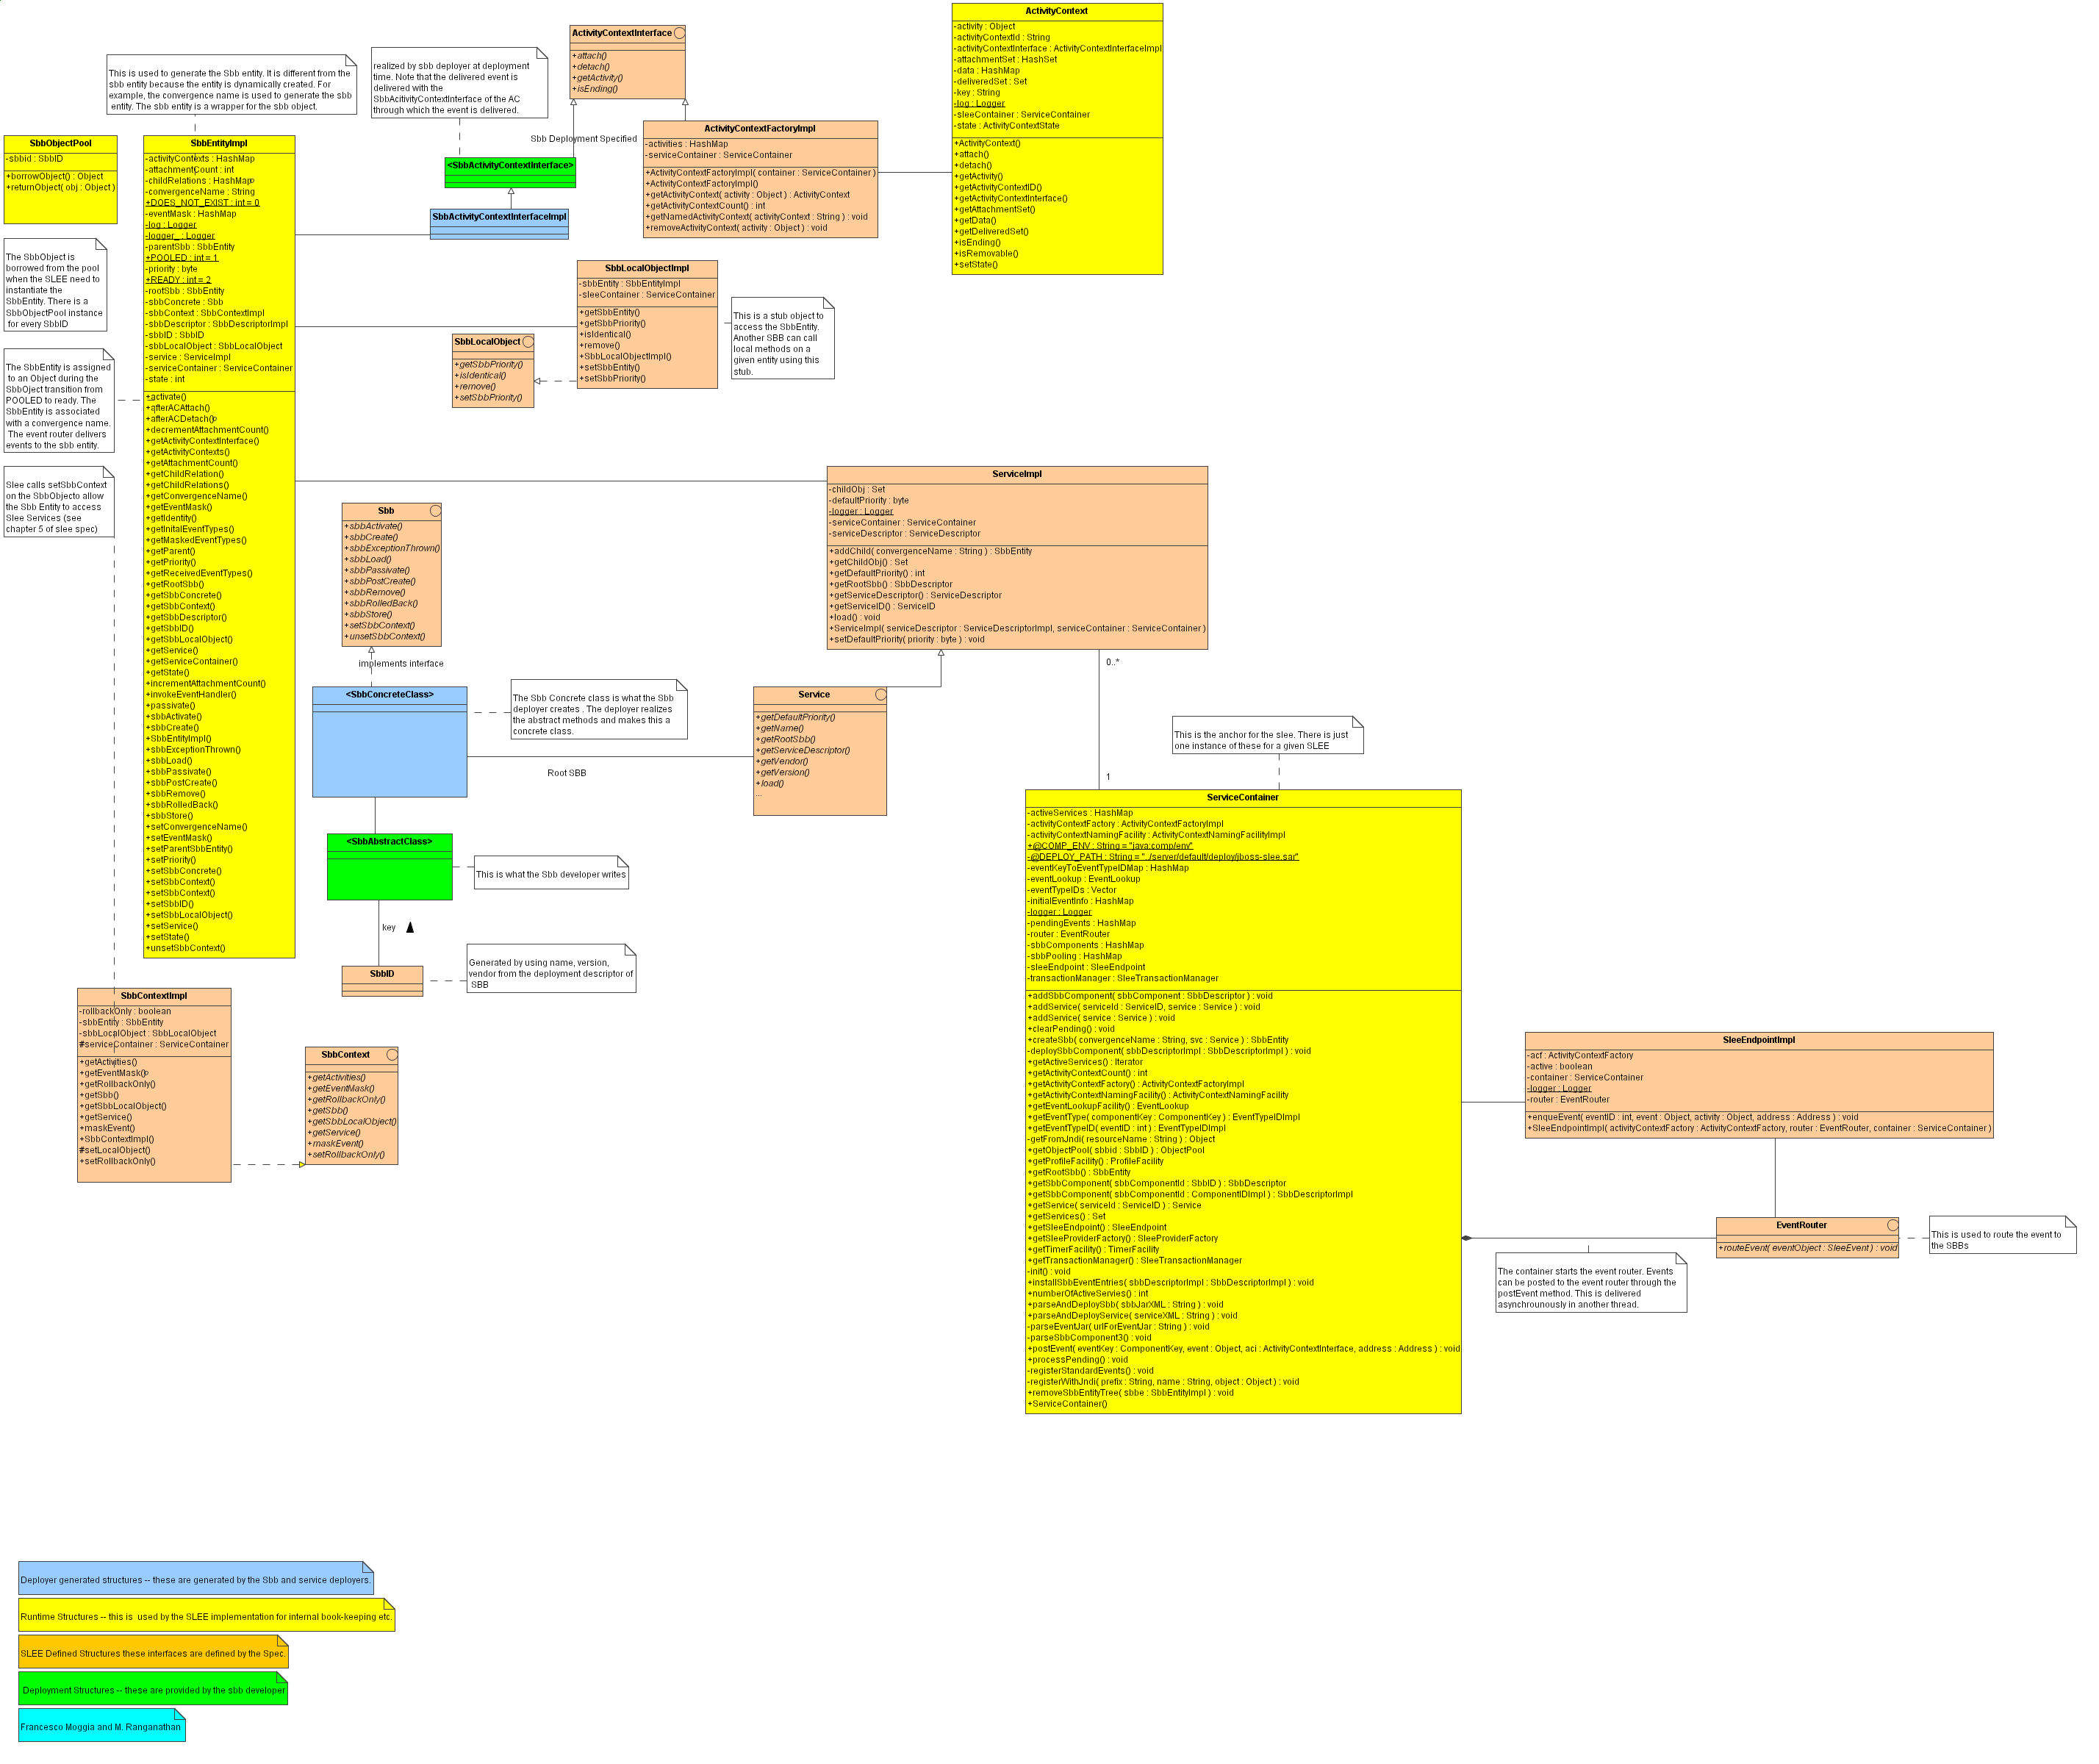 This is used to generate the Sbb entity. It is different from the
sbb entity because the entity is dynamically created. For
example, the convergence name is used to generate the sbb
entity. The sbb entity is a wrapper for the sbb object.
realized by sbb deployer at deployment
time. Note that the delivered event is
delivered with the
SbbAcitivityContextInterface of the AC
through which the event is delivered.
ActivityContextInterface
+attach()
+detach()
+getActivity()
+isEnding()
Sbb Deployment Specified
ActivityContextFactoryImpl
-activities : HashMap
-serviceContainer : ServiceContainer
+ActivityContextFactoryImpl( container : ServiceContainer )
+ActivityContextFactoryImpl()
+getActivityContext( activity : Object ) : ActivityContext
+getActivityContextCount() : int
+getNamedActivityContext( activityContext : String ) : void
+removeActivityContext( activity : Object ) : void
ActivityContext
-activity : Object
-activityContextId : String
-activityContextInterface : ActivityContextInterfaceImpl
-attachmentSet : HashSet
-data : HashMap
-deliveredSet : Set
-key : String
-log : Logger
-sleeContainer : ServiceContainer
-state : ActivityContextState
+ActivityContext()
+attach()
+detach()
+getActivity()
+getActivityContextID()
+getActivityContextInterface()
+getAttachmentSet()
+getData()
+getDeliveredSet()
+isEnding()
+isRemovable()
+setState()
SbbObjectPool
-sbbid : SbbID
+borrowObject() : Object
+returnObject( obj : Object )
The SbbObject is
borrowed from the pool
when the SLEE need to
instantiate the
SbbEntity. There is a
SbbObjectPool instance
for every SbbID
The SbbEntity is assigned
to an Object during the
SbbOject transition from
POOLED to ready. The
SbbEntity is associated
with a convergence name.
The event router delivers
events to the sbb entity.
Slee calls setSbbContext
on the SbbObjecto allow
the Sbb Entity to access
Slee Services (see
chapter 5 of slee spec)
SbbEntityImpl
-activityContexts : HashMap
-attachmentCount : int
-childRelations : HashMap
-convergenceName : String
+DOES_NOT_EXIST : int = 0
-eventMask : HashMap
-log : Logger
-logger_ : Logger
-parentSbb : SbbEntity
+POOLED : int = 1
-priority : byte
+READY : int = 2
-rootSbb : SbbEntity
-sbbConcrete : Sbb
-sbbContext : SbbContextImpl
-sbbDescriptor : SbbDescriptorImpl
-sbbID : SbbID
-sbbLocalObject : SbbLocalObject
-service : ServiceImpl
-serviceContainer : ServiceContainer
-state : int
+activate()
+afterACAttach()
+afterACDetach()
+decrementAttachmentCount()
+getActivityContextInterface()
+getActivityContexts()
+getAttachmentCount()
+getChildRelation()
+getChildRelations()
+getConvergenceName()
+getEventMask()
+getIdentity()
+getInitalEventTypes()
+getMaskedEventTypes()
+getParent()
+getPriority()
+getReceivedEventTypes()
+getRootSbb()
+getSbbConcrete()
+getSbbContext()
+getSbbDescriptor()
+getSbbID()
+getSbbLocalObject()
+getService()
+getServiceContainer()
+getState()
+incrementAttachmentCount()
+invokeEventHandler()
+passivate()
+sbbActivate()
+sbbCreate()
+SbbEntityImpl()
+sbbExceptionThrown()
+sbbLoad()
+sbbPassivate()
+sbbPostCreate()
+sbbRemove()
+sbbRolledBack()
+sbbStore()
+setConvergenceName()
+setEventMask()
+setParentSbbEntity()
+setPriority()
+setSbbConcrete()
+setSbbContext()
+setSbbContext()
+setSbbID()
+setSbbLocalObject()
+setService()
+setState()
+unsetSbbContext()
<SbbActivityContextInterface>
SbbActivityContextInterfaceImpl
SbbLocalObjectImpl
-sbbEntity : SbbEntityImpl
-sleeContainer : ServiceContainer
+getSbbEntity()
+getSbbPriority()
+isIdentical()
+remove()
+SbbLocalObjectImpl()
+setSbbEntity()
+setSbbPriority()
This is a stub object to
access the SbbEntity.
Another SBB can call
local methods on a
given entity using this
stub.
SbbLocalObject
+getSbbPriority()
+isIdentical()
+remove()
+setSbbPriority()
ServiceImpl
-childObj : Set
-defaultPriority : byte
-logger : Logger
-serviceContainer : ServiceContainer
-serviceDescriptor : ServiceDescriptor
+addChild( convergenceName : String ) : SbbEntity
+getChildObj() : Set
+getDefaultPriority() : int
+getRootSbb() : SbbDescriptor
+getServiceDescriptor() : ServiceDescriptor
+getServiceID() : ServiceID
+load() : void
+ServiceImpl( serviceDescriptor : ServiceDescriptorImpl, serviceContainer : ServiceContainer )
+setDefaultPriority( priority : byte ) : void
Sbb
+sbbActivate()
+sbbCreate()
+sbbExceptionThrown()
+sbbLoad()
+sbbPassivate()
+sbbPostCreate()
+sbbRemove()
+sbbRolledBack()
+sbbStore()
+setSbbContext()
+unsetSbbContext()
implements interface
<SbbConcreteClass>
The Sbb Concrete class is what the Sbb
deployer creates . The deployer realizes
the abstract methods and makes this a
concrete class.
Root SBB
Service
+getDefaultPriority()
+getName()
+getRootSbb()
+getServiceDescriptor()
+getVendor()
+getVersion()
+load()
...
0..*
1
This is the anchor for the slee. There is just
one instance of these for a given SLEE
<SbbAbstractClass>
This is what the Sbb developer writes
key
SbbID
Generated by using name, version,
vendor from the deployment descriptor of
SBB
ServiceContainer
-activeServices : HashMap
-activityContextFactory : ActivityContextFactoryImpl
-activityContextNamingFacility : ActivityContextNamingFacilityImpl
+@COMP_ENV : String = "java:comp/env"
-@DEPLOY_PATH : String = "../server/default/deploy/jboss-slee.sar"
-eventKeyToEventTypeIDMap : HashMap
-eventLookup : EventLookup
-eventTypeIDs : Vector
-initialEventInfo : HashMap
-logger : Logger
-pendingEvents : HashMap
-router : EventRouter
-sbbComponents : HashMap
-sbbPooling : HashMap
-sleeEndpoint : SleeEndpoint
-transactionManager : SleeTransactionManager
+addSbbComponent( sbbComponent : SbbDescriptor ) : void
+addService( serviceId : ServiceID, service : Service ) : void
+addService( service : Service ) : void
+clearPending() : void
+createSbb( convergenceName : String, svc : Service ) : SbbEntity
-deploySbbComponent( sbbDescriptorImpl : SbbDescriptorImpl ) : void
+getActiveServices() : Iterator
+getActivityContextCount() : int
+getActivityContextFactory() : ActivityContextFactoryImpl
+getActivityContextNamingFacility() : ActivityContextNamingFacility
+getEventLookupFacility() : EventLookup
+getEventType( componentKey : ComponentKey ) : EventTypeIDImpl
+getEventTypeID( eventID : int ) : EventTypeIDImpl
-getFromJndi( resourceName : String ) : Object
+getObjectPool( sbbid : SbbID ) : ObjectPool
+getProfileFacility() : ProfileFacility
+getRootSbb() : SbbEntity
+getSbbComponent( sbbComponentId : SbbID ) : SbbDescriptor
+getSbbComponent( sbbComponentId : ComponentIDImpl ) : SbbDescriptorImpl
+getService( serviceId : ServiceID ) : Service
+getServices() : Set
+getSleeEndpoint() : SleeEndpoint
+getSleeProviderFactory() : SleeProviderFactory
+getTimerFacility() : TimerFacility
+getTransactionManager() : SleeTransactionManager
-init() : void
+installSbbEventEntries( sbbDescriptorImpl : SbbDescriptorImpl ) : void
+numberOfActiveServies() : int
+parseAndDeploySbb( sbbJarXML : String ) : void
+parseAndDeployService( serviceXML : String ) : void
-parseEventJar( urlForEventJar : String ) : void
-parseSbbComponent3() : void
+postEvent( eventKey : ComponentKey, event : Object, aci : ActivityContextInterface, address : Address ) : void
+processPending() : void
-registerStandardEvents() : void
-registerWithJndi( prefix : String, name : String, object : Object ) : void
+removeSbbEntityTree( sbbe : SbbEntityImpl ) : void
+ServiceContainer()
SbbContextImpl
-rollbackOnly : boolean
-sbbEntity : SbbEntity
-sbbLocalObject : SbbLocalObject
#serviceContainer : ServiceContainer
+getActivities()
+getEventMask()
+getRollbackOnly()
+getSbb()
+getSbbLocalObject()
+getService()
+maskEvent()
+SbbContextImpl()
#setLocalObject()
+setRollbackOnly()
SbbContext
+getActivities()
+getEventMask()
+getRollbackOnly()
+getSbb()
+getSbbLocalObject()
+getService()
+maskEvent()
+setRollbackOnly()
SleeEndpointImpl
-acf : ActivityContextFactory
-active : boolean
-container : ServiceContainer
-logger : Logger
-router : EventRouter
+enqueEvent( eventID : int, event : Object, activity : Object, address : Address ) : void
+SleeEndpointImpl( activityContextFactory : ActivityContextFactory, router : EventRouter, container : ServiceContainer )
EventRouter
+routeEvent( eventObject : SleeEvent ) : void
This is used to route the event to
the SBBs
The container starts the event router. Events
can be posted to the event router through the
postEvent method. This is delivered
asynchrounously in another thread.
Deployer generated structures -- these are generated by the Sbb and service deployers.
Runtime Structures -- this is used by the SLEE implementation for internal book-keeping etc.
SLEE Defined Structures these interfaces are defined by the Spec.
Deployment Structures -- these are provided by the sbb developer
Francesco Moggia and M. Ranganathan